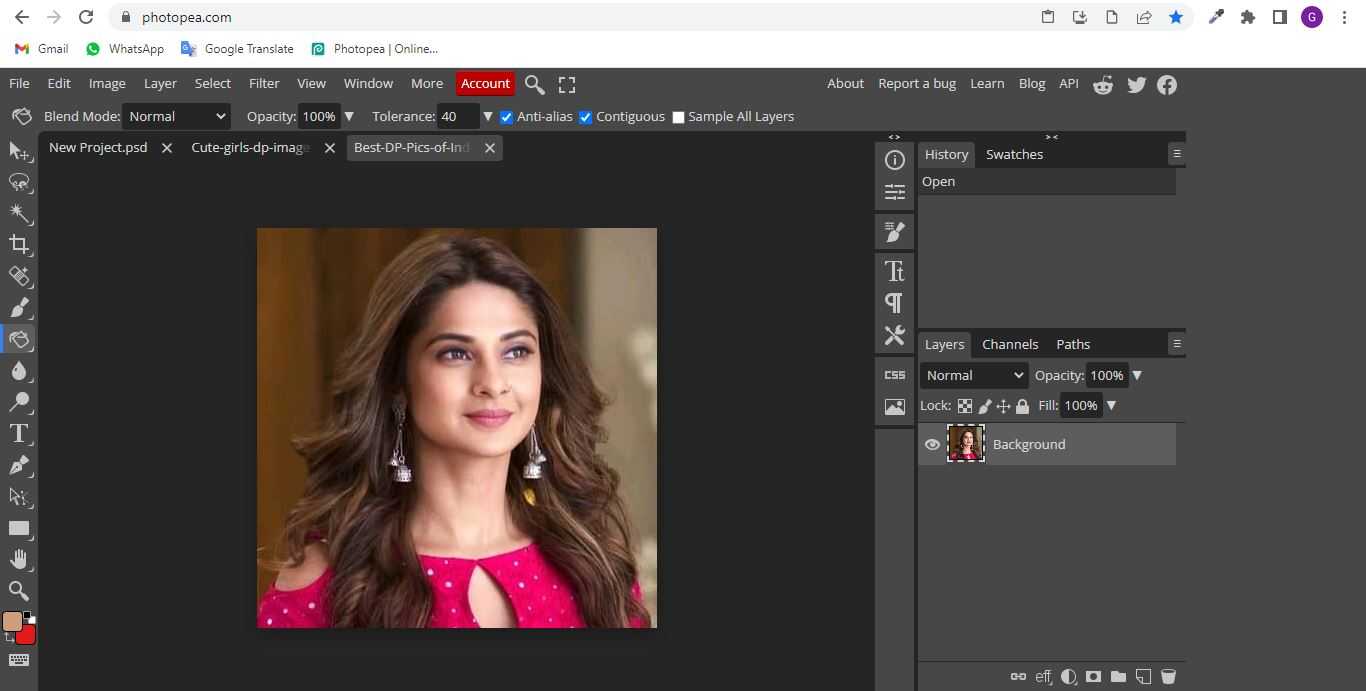 photopea.com
G
Gmail WhatsApp Google Translate Photopea | Online...
File Edit Image Layer Select Filter View Window More Account About Report a bug Learn Blog API
Blend Mode: Normal Opacity: 100% Tolerance: 40 Anti-alias Contiguous Sample All Layers
New Project.psd Cute-girls-dp-image Best-DP-Pics-of-Ind
< > > <
History Swatches
Open
Layers Channels Paths
Normal Opacity: 100%
CSS
Lock: Fill: 100%
Background
eff